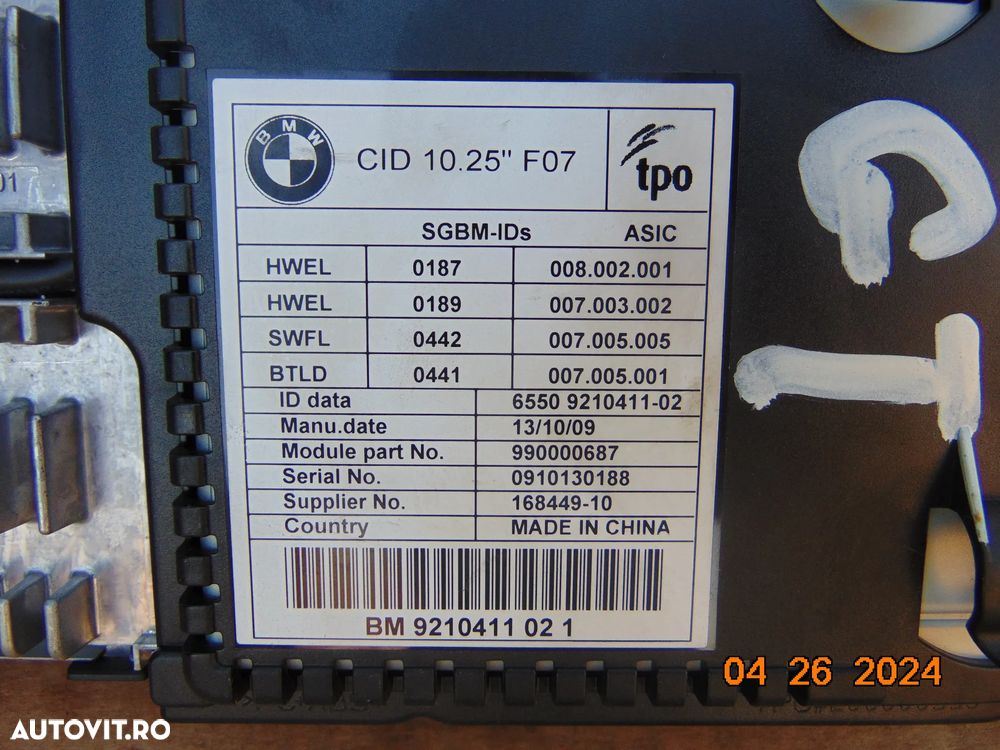 BMW
CID 10.25" F07
tpo
SGBM-IDs ASIC
HWEL 0187 008.002.001
HWEL 0189 007.003.002
SWFL 0442 007.005.005
BTLD 0441 007.005.001
ID data 6550 9210411-02
Manu.date 13/10/09
Module part No. 990000687
Serial No. 0910130188
Supplier No. 168449-10
Country MADE IN CHINA
BM 9210411 02 1
01
04 26 2024
AUTOVIT.RO